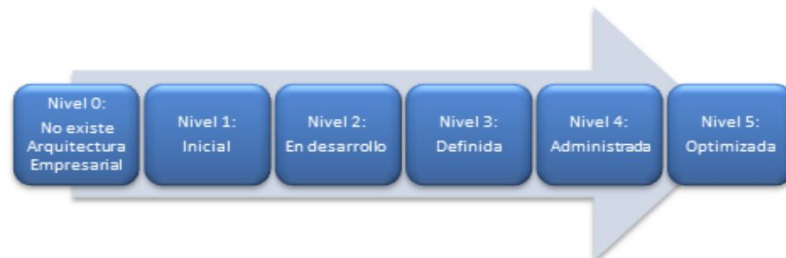 Nivel 0:
No existe
Arquitectura
Empresarial
Nivel 1:
Inicial
Nivel 2:
En desarrollo
Nivel 3:
Definida
Nivel 4:
Administrada
Nivel 5:
Optimizada